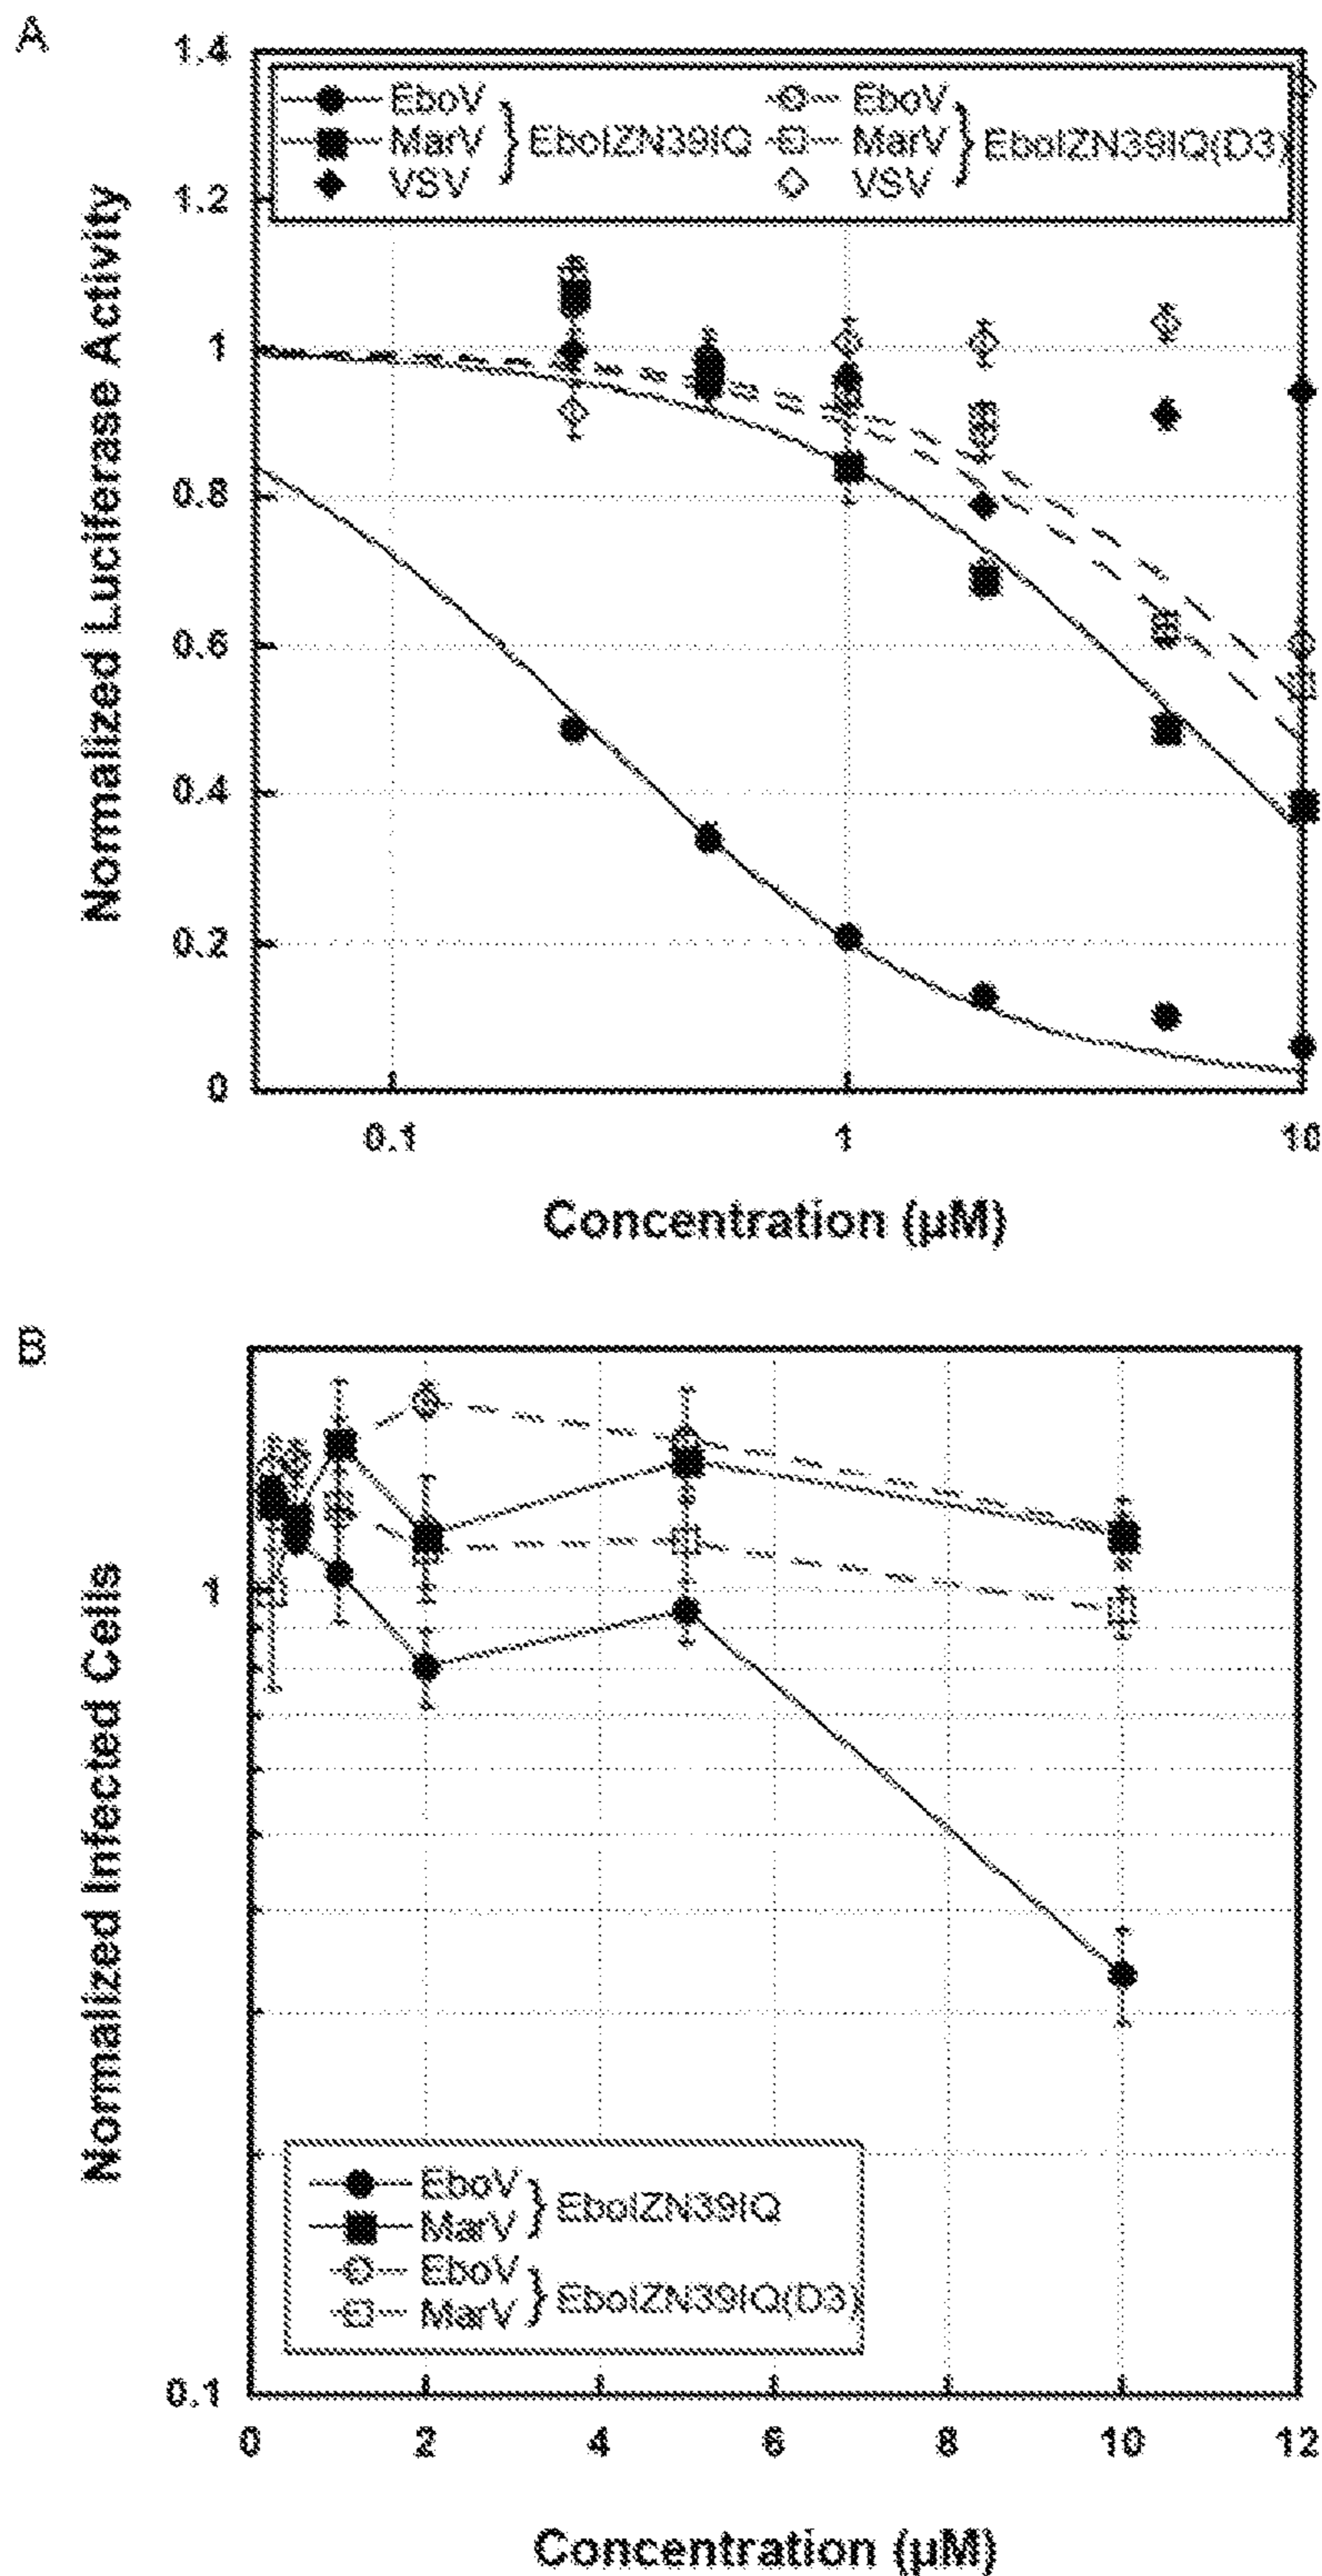 A
1.4
1.2
1
0.8
0.6
0.4
0.2
0
Normalized Luciferase Activity
EboV
MarV
VSV
} EboIZN39IQ
EboV
MarV
VSV
} EboIZN39IQ(D3)
0.1 1 10
Concentration (µM)
B
1
0.1
Normalized Infected Cells
EboV
MarV
} EboIZN39IQ
EboV
MarV
} EboIZN39IQ(D3)
0 2 4 6 8 10 12
Concentration (µM)